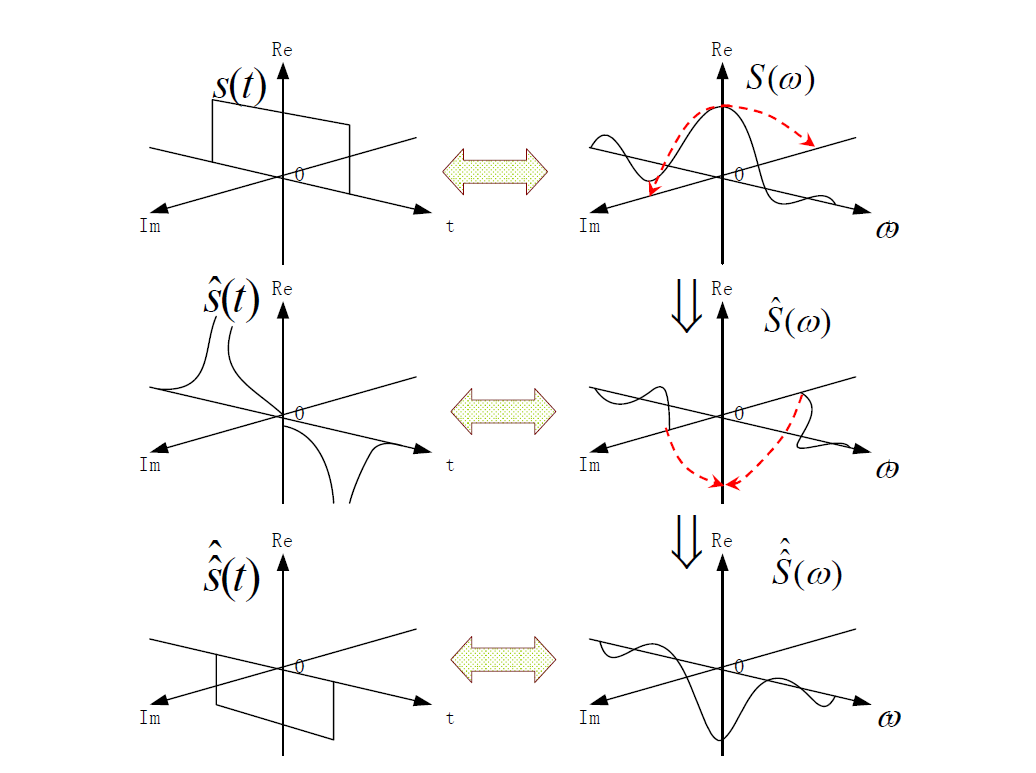 Re Re
s(t) S(ω)
0 0
Im t Im ω
Re Re
ŝ(t) Ŝ(ω)
0 0
Im t Im ω
Re Re
ŝ̂(t) Ŝ̂(ω)
0 0
Im t Im ω